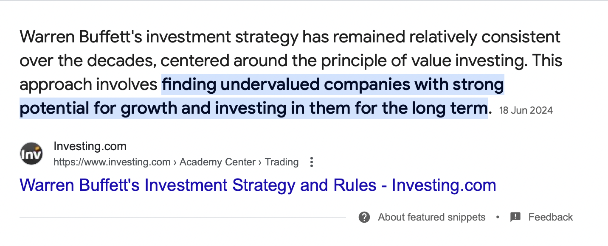 Warren Buffett's investment strategy has remained relatively consistent
over the decades, centered around the principle of value investing. This
approach involves finding undervalued companies with strong
potential for growth and investing in them for the long term. 18 Jun 2024
Inv
Investing.com
https://www.investing.com › Academy Center › Trading
Warren Buffett's Investment Strategy and Rules - Investing.com
About featured snippets • Feedback